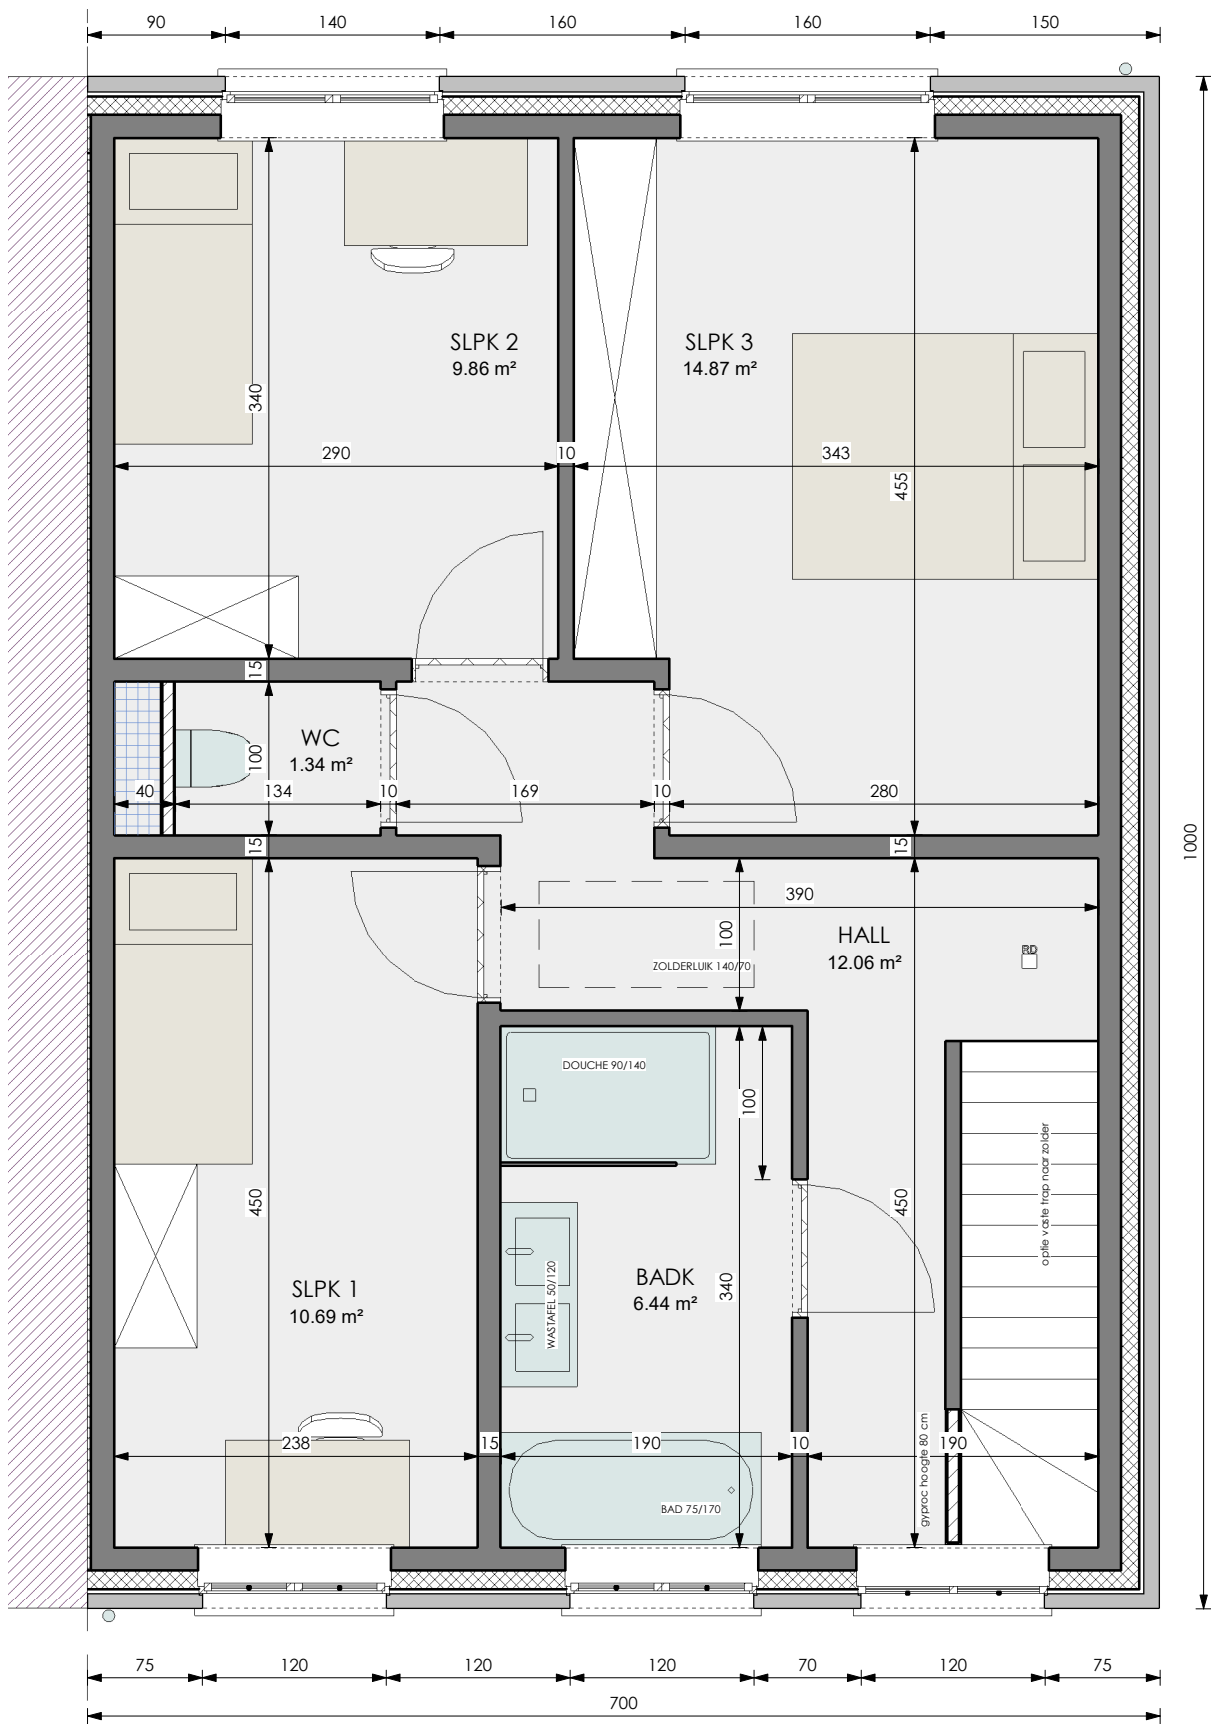 90
140
160
160
150
SLPK 2
9.86 m²
SLPK 3
14.87 m²
340
290
10
343
455
1000
15
WC
1.34 m²
100
40
134
10
169
10
280
15
15
390
100
HALL
12.06 m²
RD
ZOLDERLUIK 140/70
DOUCHE 90/140
100
optie vaste trap naar zolder
450
450
WASTAFEL 50/120
BADK
6.44 m²
340
SLPK 1
10.69 m²
gyproc hoogte 80 cm
238
15
190
10
190
BAD 75/170
75
120
120
120
70
120
75
700